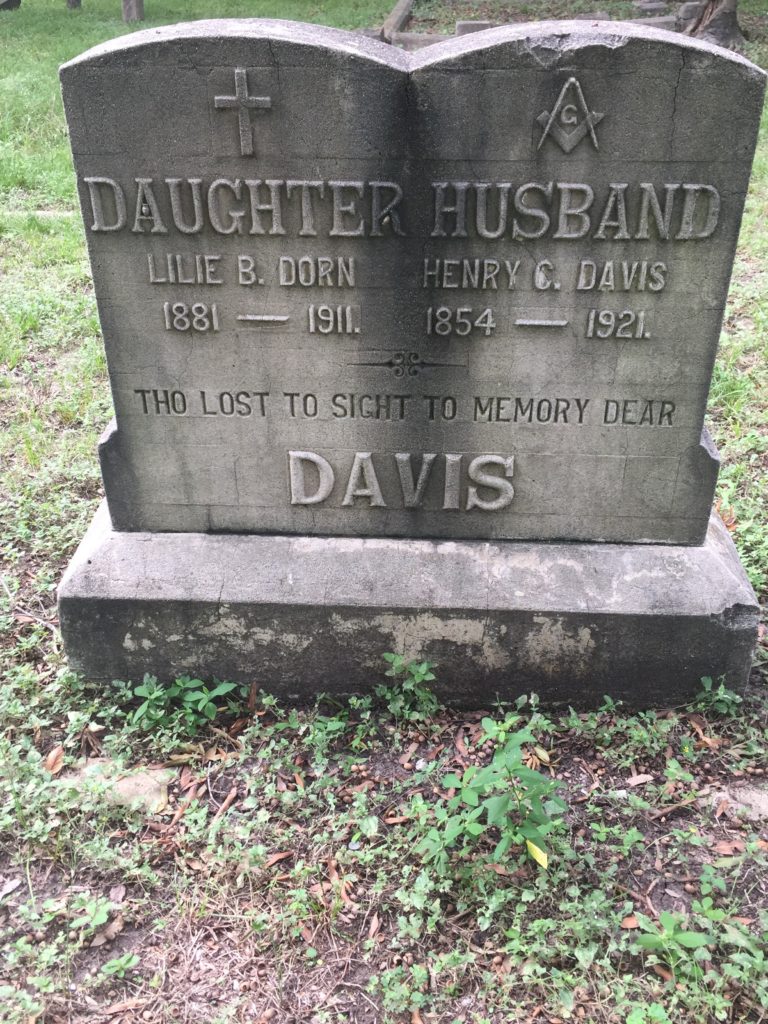 G
DAUGHTER HUSBAND
LILIE B. DORN HENRY C. DAVIS
1881 — 1911. 1854 — 1921.
THO LOST TO SIGHT TO MEMORY DEAR
DAVIS